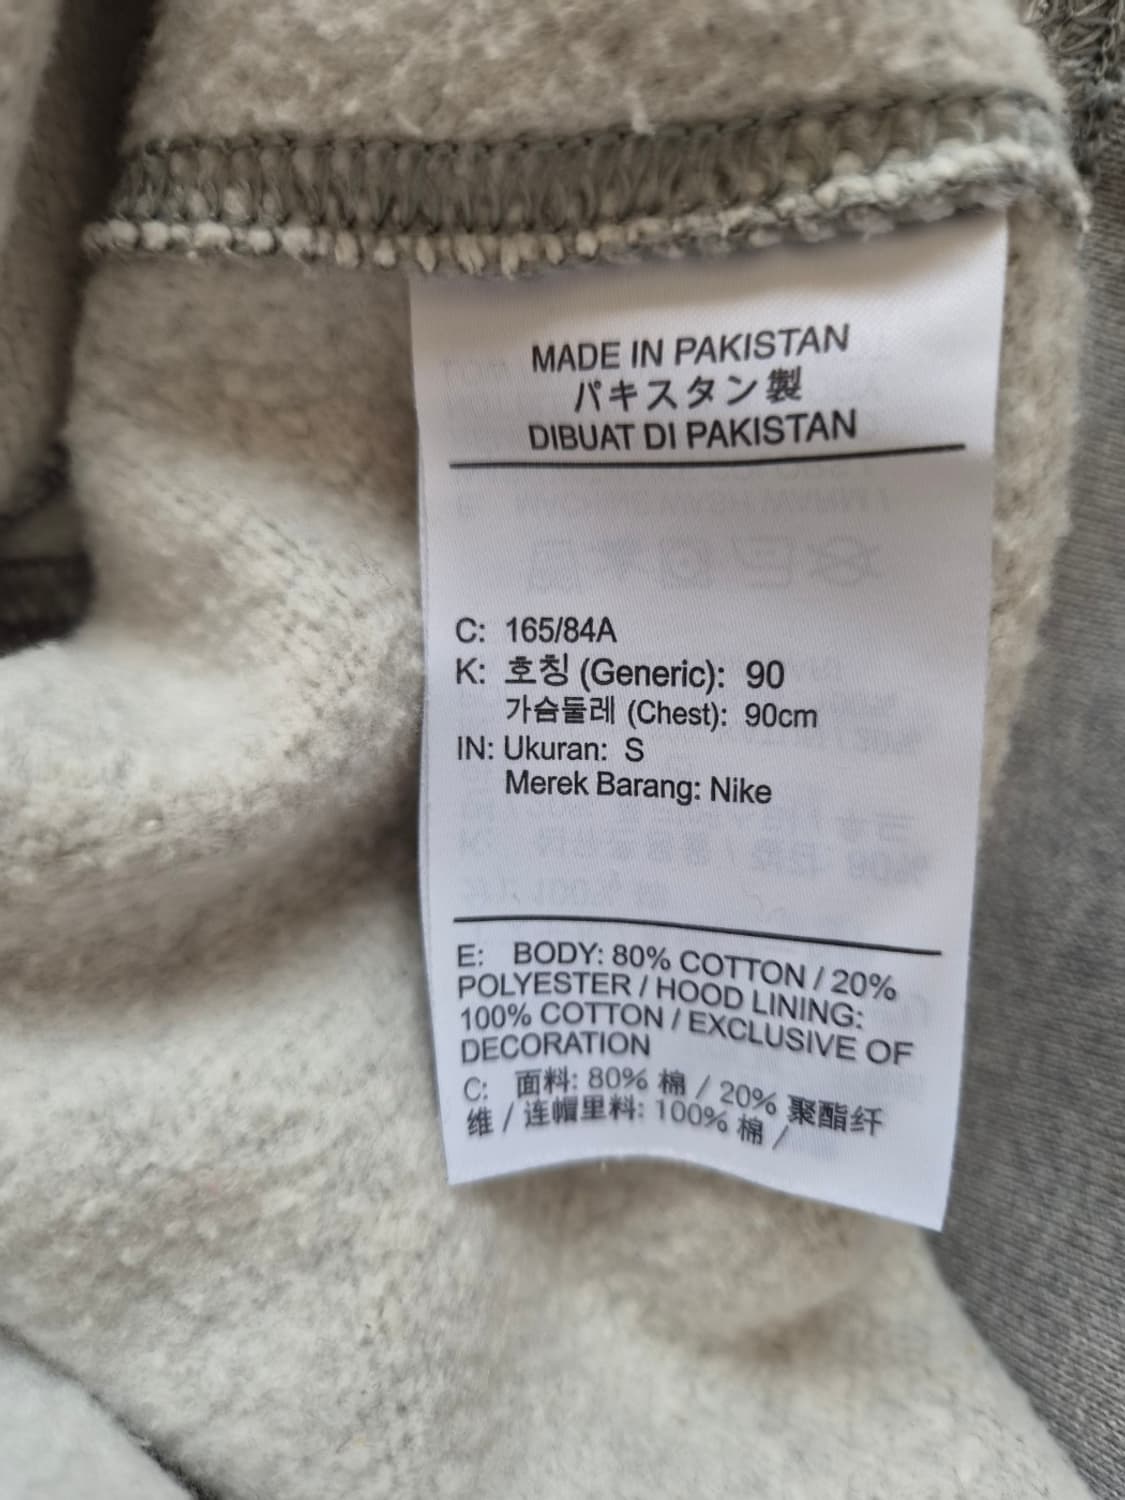 MADE IN PAKISTAN
パキスタン製
DIBUAT DI PAKISTAN
C: 165/84A
K: 호칭 (Generic): 90
가슴둘레 (Chest): 90cm
IN: Ukuran: S
Merek Barang: Nike
E: BODY: 80% COTTON / 20%
POLYESTER / HOOD LINING:
100% COTTON / EXCLUSIVE OF
DECORATION
C: 面料: 80% 棉 / 20% 聚酯纤
维 / 连帽里料: 100% 棉 /